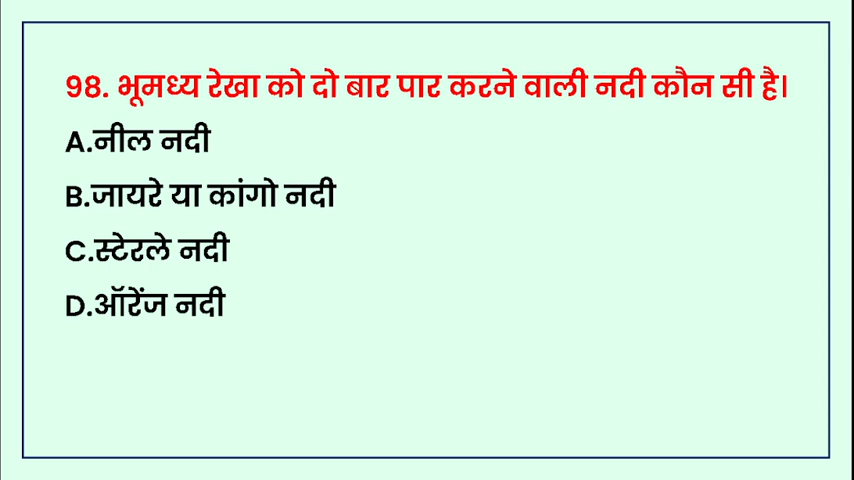 98. भूमध्य रेखा को दो बार पार करने वाली नदी कौन सी है।
A.नील नदी
B.जायरे या कांगो नदी
C.स्टेरले नदी
D.ऑरेंज नदी